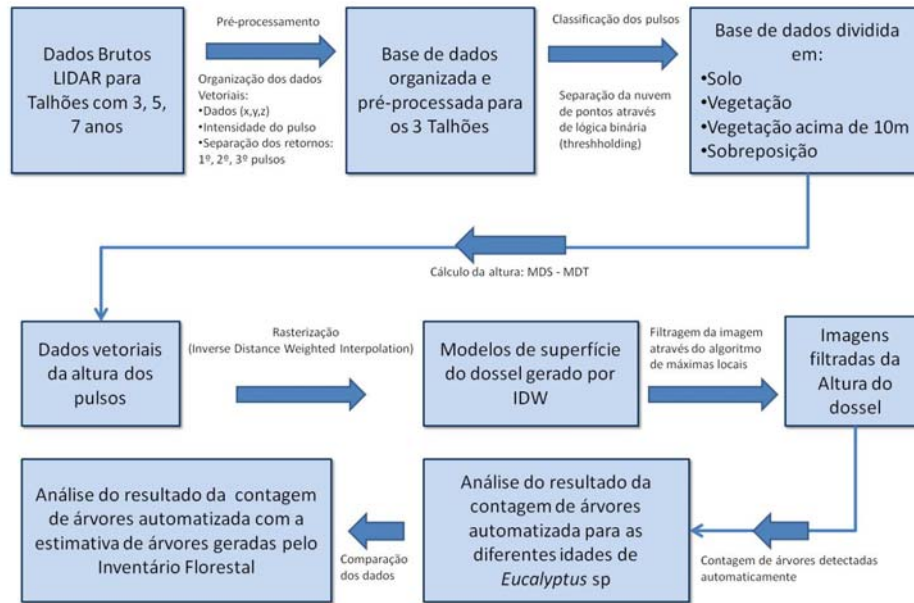 Dados Brutos
LIDAR para
Talhões com 3, 5,
7 anos
Pré-processamento
Organização dos dados
Vetoriais:
•Dados (x,y,z)
•Intensidade do pulso
•Separação dos retornos:
1º, 2º, 3º pulsos
Base de dados
organizada e
pré-processada para
os 3 Talhões
Classificação dos pulsos
Separação da nuvem de
pontos através
de lógica binária
(threshholding)
Base de dados dividida
em:
•Solo
•Vegetação
•Vegetação acima de 10m
•Sobreposição
Cálculo da altura: MDS - MDT
Dados vetoriais
da altura dos
pulsos
Rasterização
(Inverse Distance Weighted Interpolation)
Modelos de superfície
do dossel gerado por
IDW
Filtragem da imagem
através do algoritmo
de máximas locais
Imagens
filtradas da
Altura do
dossel
Contagem de árvores detectadas
automaticamente
Análise do resultado da
contagem de árvores
automatizada para as
diferentes idades de
Eucalyptus sp
Comparação
dos dados
Análise do resultado da contagem
de árvores automatizada com a
estimativa de árvores geradas pelo
Inventário Florestal